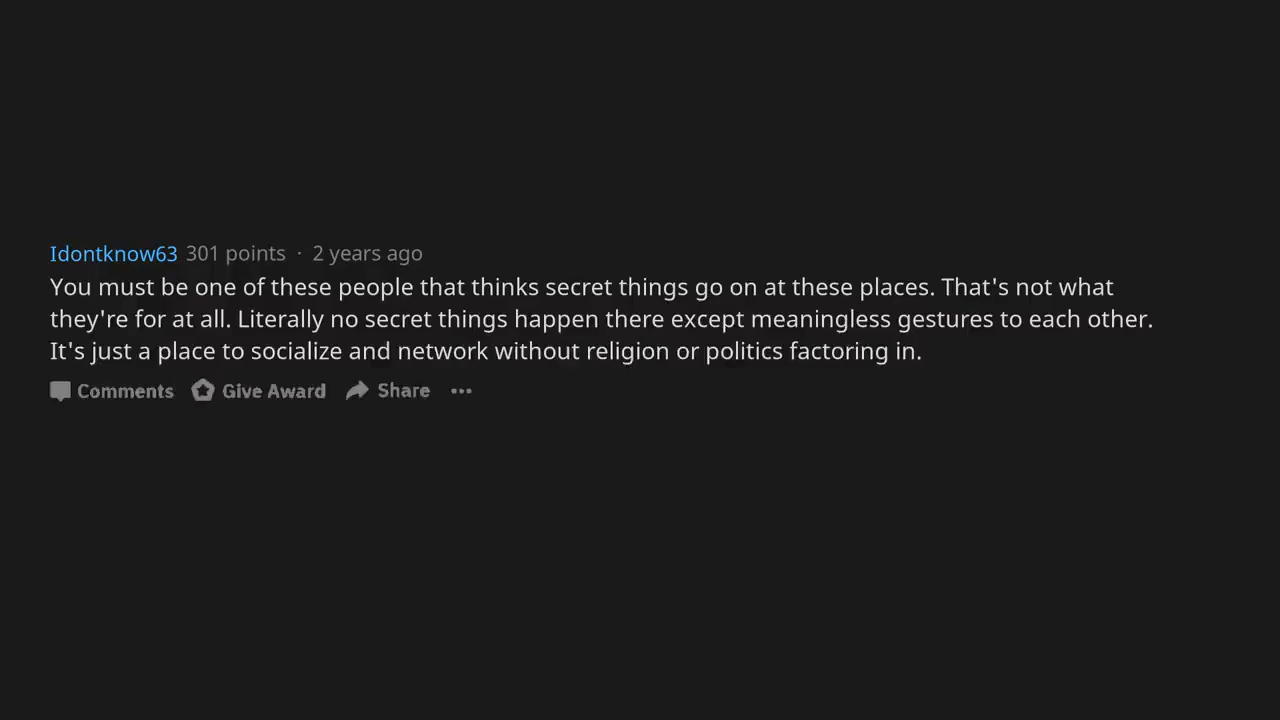 Idontknow63 301 points · 2 years ago
You must be one of these people that thinks secret things go on at these places. That's not what
they're for at all. Literally no secret things happen there except meaningless gestures to each other.
It's just a place to socialize and network without religion or politics factoring in.
Comments Give Award Share ···